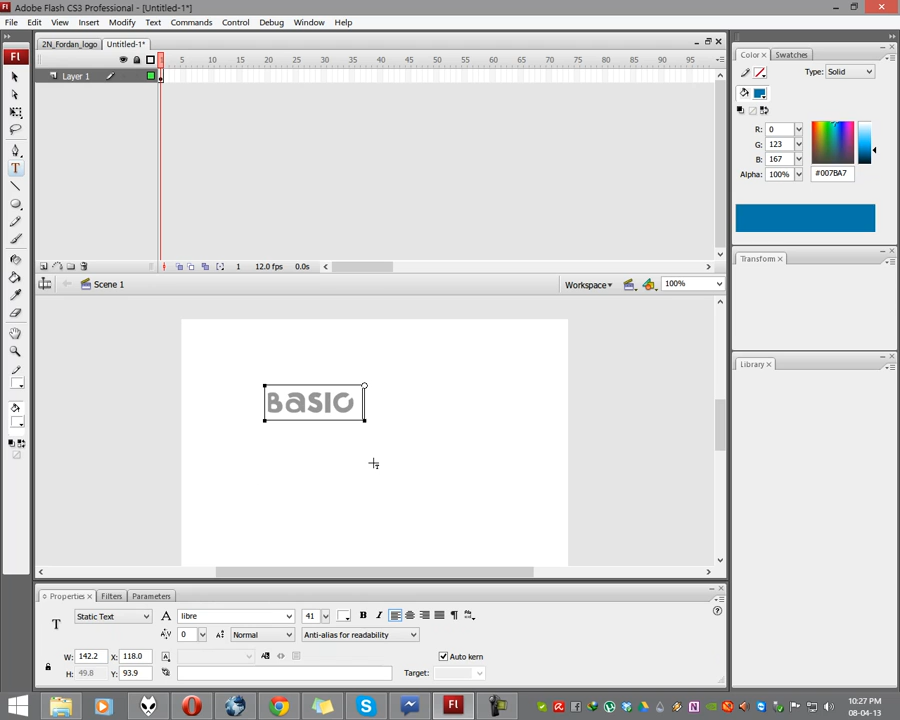 Adobe Flash CS3 Professional - [Untitled-1*]
File Edit View Insert Modify Text Commands Control Debug Window Help
2N_Fordan_logo Untitled-1*
1 5 10 15 20 25 30 35 40 45 50 55 60 65 70 75 80 85 90 95
Layer 1
1 12.0 fps 0.0s
Scene 1 Workspace 100%
Basic
Color Swatches
Type: Solid
R: 0
G: 123
B: 167
Alpha: 100% #007BA7
Transform
Library
Properties Filters Parameters
T Static Text A libre 41 B I
A/V 0 Normal Anti-alias for readability
W: 142.2 X: 118.0 AB Auto kern
H: 49.8 Y: 93.9 Target:
10:27 PM
08-04-13